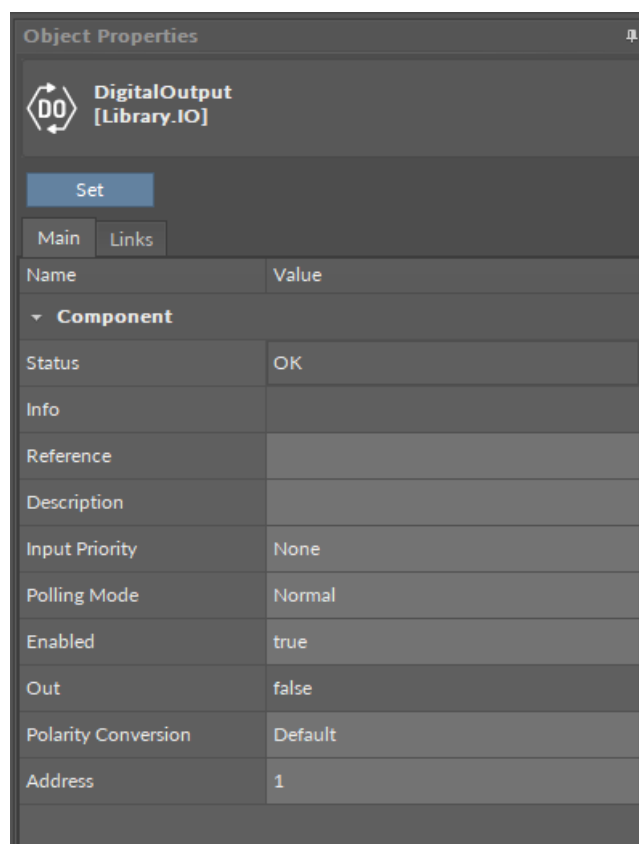 Object Properties
DO
DigitalOutput
[Library.IO]
Set
Main Links
Name Value
Component
Status OK
Info
Reference
Description
Input Priority None
Polling Mode Normal
Enabled true
Out false
Polarity Conversion Default
Address 1